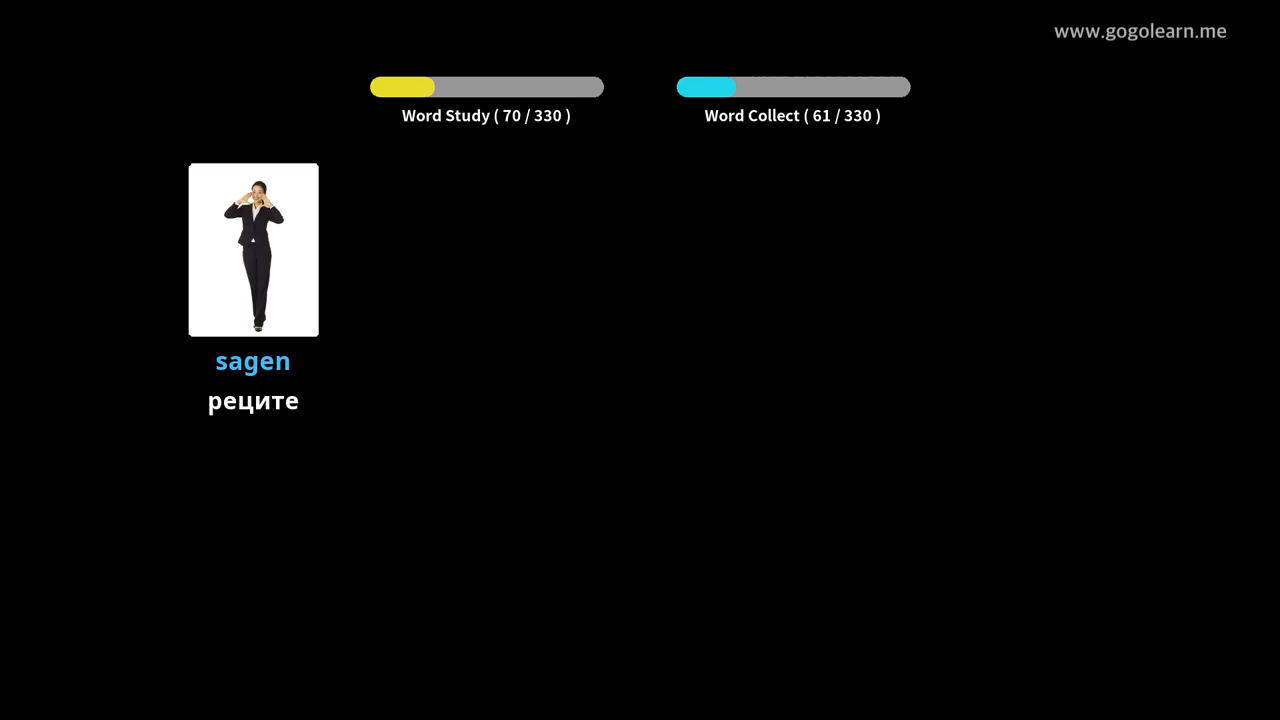 www.gogolearn.me
Word Study ( 70 / 330 )
Word Collect ( 61 / 330 )
sagen
реците